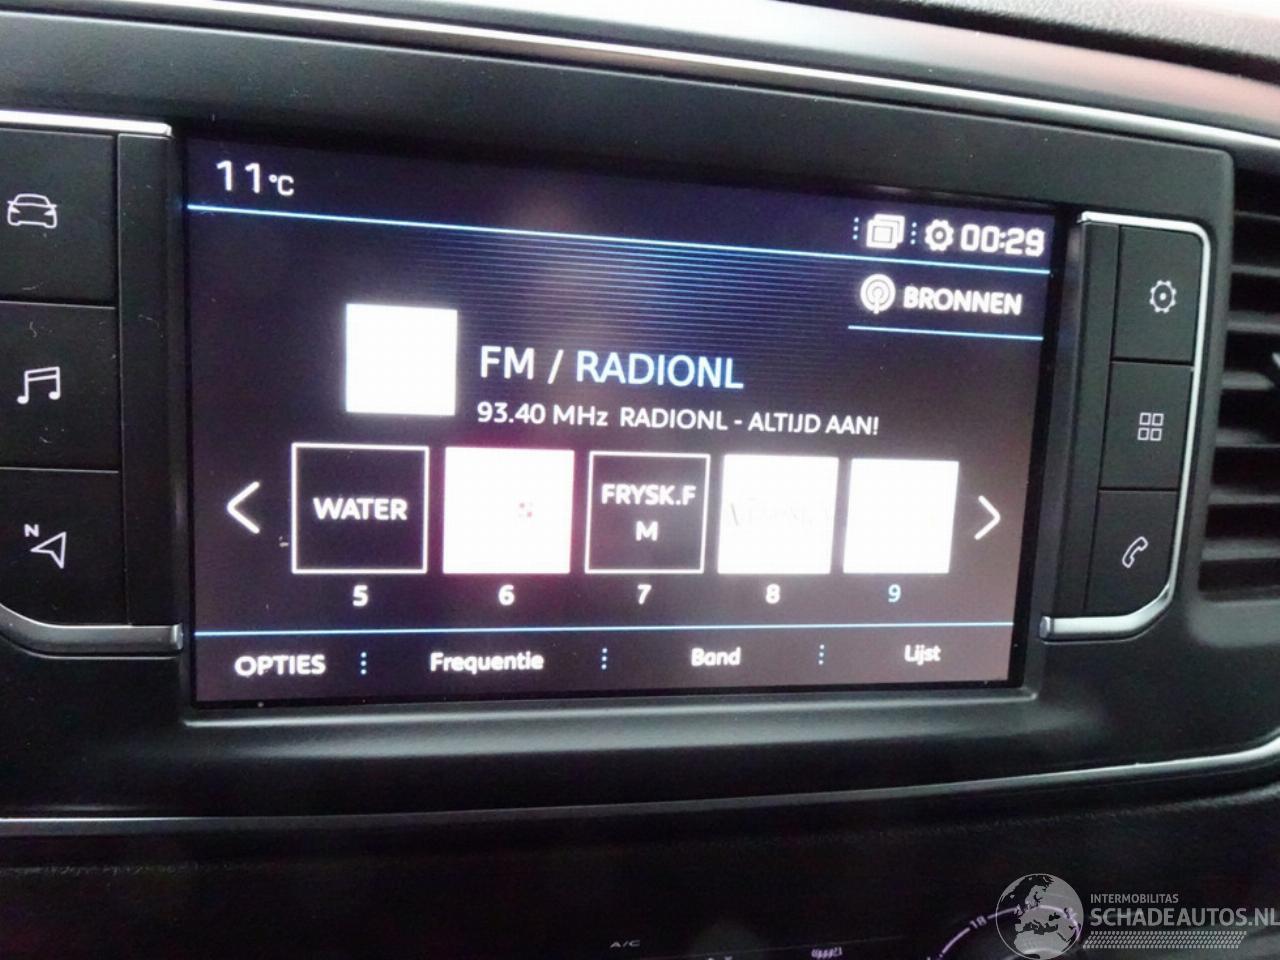 11°C
00:29
BRONNEN
FM / RADIONL
93.40 MHz RADIONL - ALTIJD AAN!
WATER
FRYSK.F
M
5 6 7 8 9
OPTIES Frequentie Band Lijst
N
A/C
18
INTERMOBILITAS
SCHADEAUTOS.NL